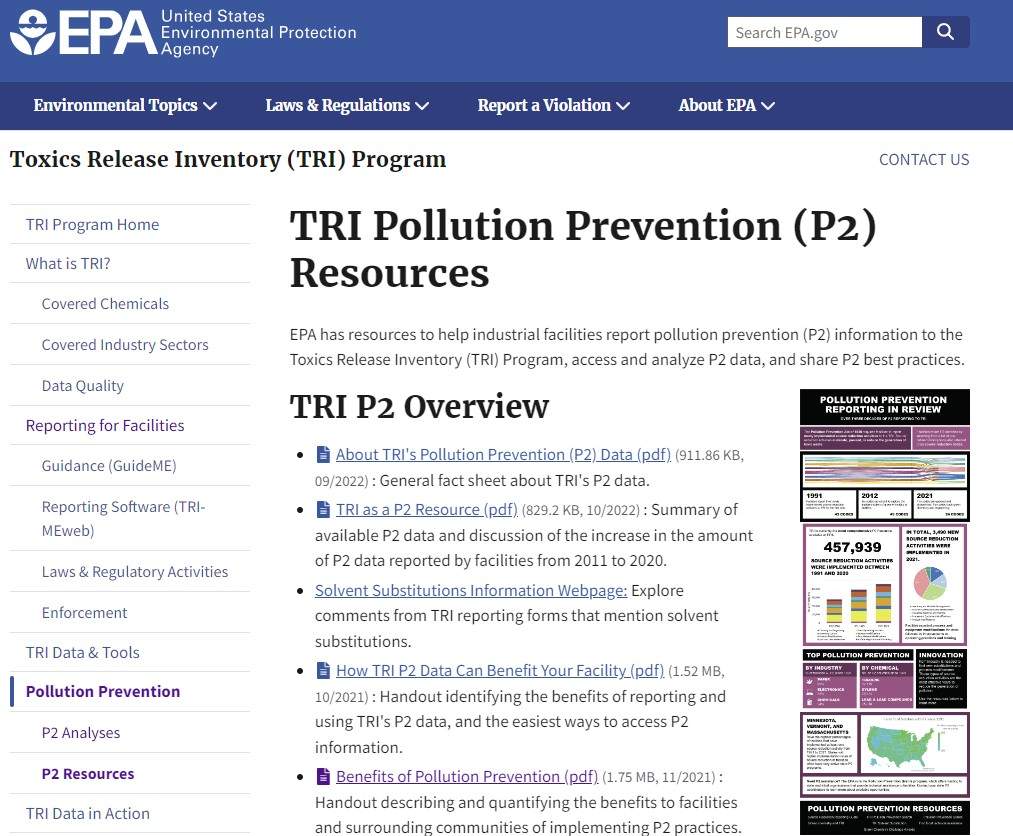 EPA
United States
Environmental Protection
Agency
Search EPA.gov
Environmental Topics
Laws & Regulations
Report a Violation
About EPA
Toxics Release Inventory (TRI) Program
CONTACT US
TRI Program Home
What is TRI?
Covered Chemicals
Covered Industry Sectors
Data Quality
Reporting for Facilities
Guidance (GuideME)
Reporting Software (TRI-
MEweb)
Laws & Regulatory Activities
Enforcement
TRI Data & Tools
Pollution Prevention
P2 Analyses
P2 Resources
TRI Data in Action
TRI Pollution Prevention (P2)
Resources
EPA has resources to help industrial facilities report pollution prevention (P2) information to the
Toxics Release Inventory (TRI) Program, access and analyze P2 data, and share P2 best practices.
TRI P2 Overview
About TRI's Pollution Prevention (P2) Data (pdf) (911.86 KB,
09/2022) : General fact sheet about TRI's P2 data.
TRI as a P2 Resource (pdf) (829.2 KB, 10/2022) : Summary of
available P2 data and discussion of the increase in the amount
of P2 data reported by facilities from 2011 to 2020.
Solvent Substitutions Information Webpage: Explore
comments from TRI reporting forms that mention solvent
substitutions.
How TRI P2 Data Can Benefit Your Facility (pdf) (1.52 MB,
10/2021) : Handout identifying the benefits of reporting and
using TRI's P2 data, and the easiest ways to access P2
information.
Benefits of Pollution Prevention (pdf) (1.75 MB, 11/2021) :
Handout describing and quantifying the benefits to facilities
and surrounding communities of implementing P2 practices.
POLLUTION PREVENTION
REPORTING IN REVIEW
OVER THREE DECADES OF P2 REPORTING TO TRI
1991
2012
2021
457,939
SOURCE REDUCTION ACTIVITIES
WERE IMPLEMENTED BETWEEN
1991 AND 2020
IN TOTAL, 3,490 NEW
SOURCE REDUCTION
ACTIVITIES WERE
IMPLEMENTED IN
2021.
TOP POLLUTION PREVENTION
BY INDUSTRY
BY CHEMICAL
INNOVATION
MINNESOTA,
VERMONT, AND
MASSACHUSETTS
POLLUTION PREVENTION RESOURCES